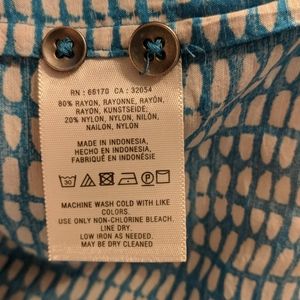 RN : 66170 CA : 32054
80% RAYON, RAYONNE, RAYÓN,
RAYON, KUNSTSEIDE;
20% NYLON, NYLON, NILÓN,
NAILON, NYLON
MADE IN INDONESIA,
HECHO EN INDONESIA,
FABRIQUÉ EN INDONÉSIE
30
MACHINE WASH COLD WITH LIKE
COLORS.
USE ONLY NON-CHLORINE BLEACH.
LINE DRY.
LOW IRON AS NEEDED.
MAY BE DRY CLEANED